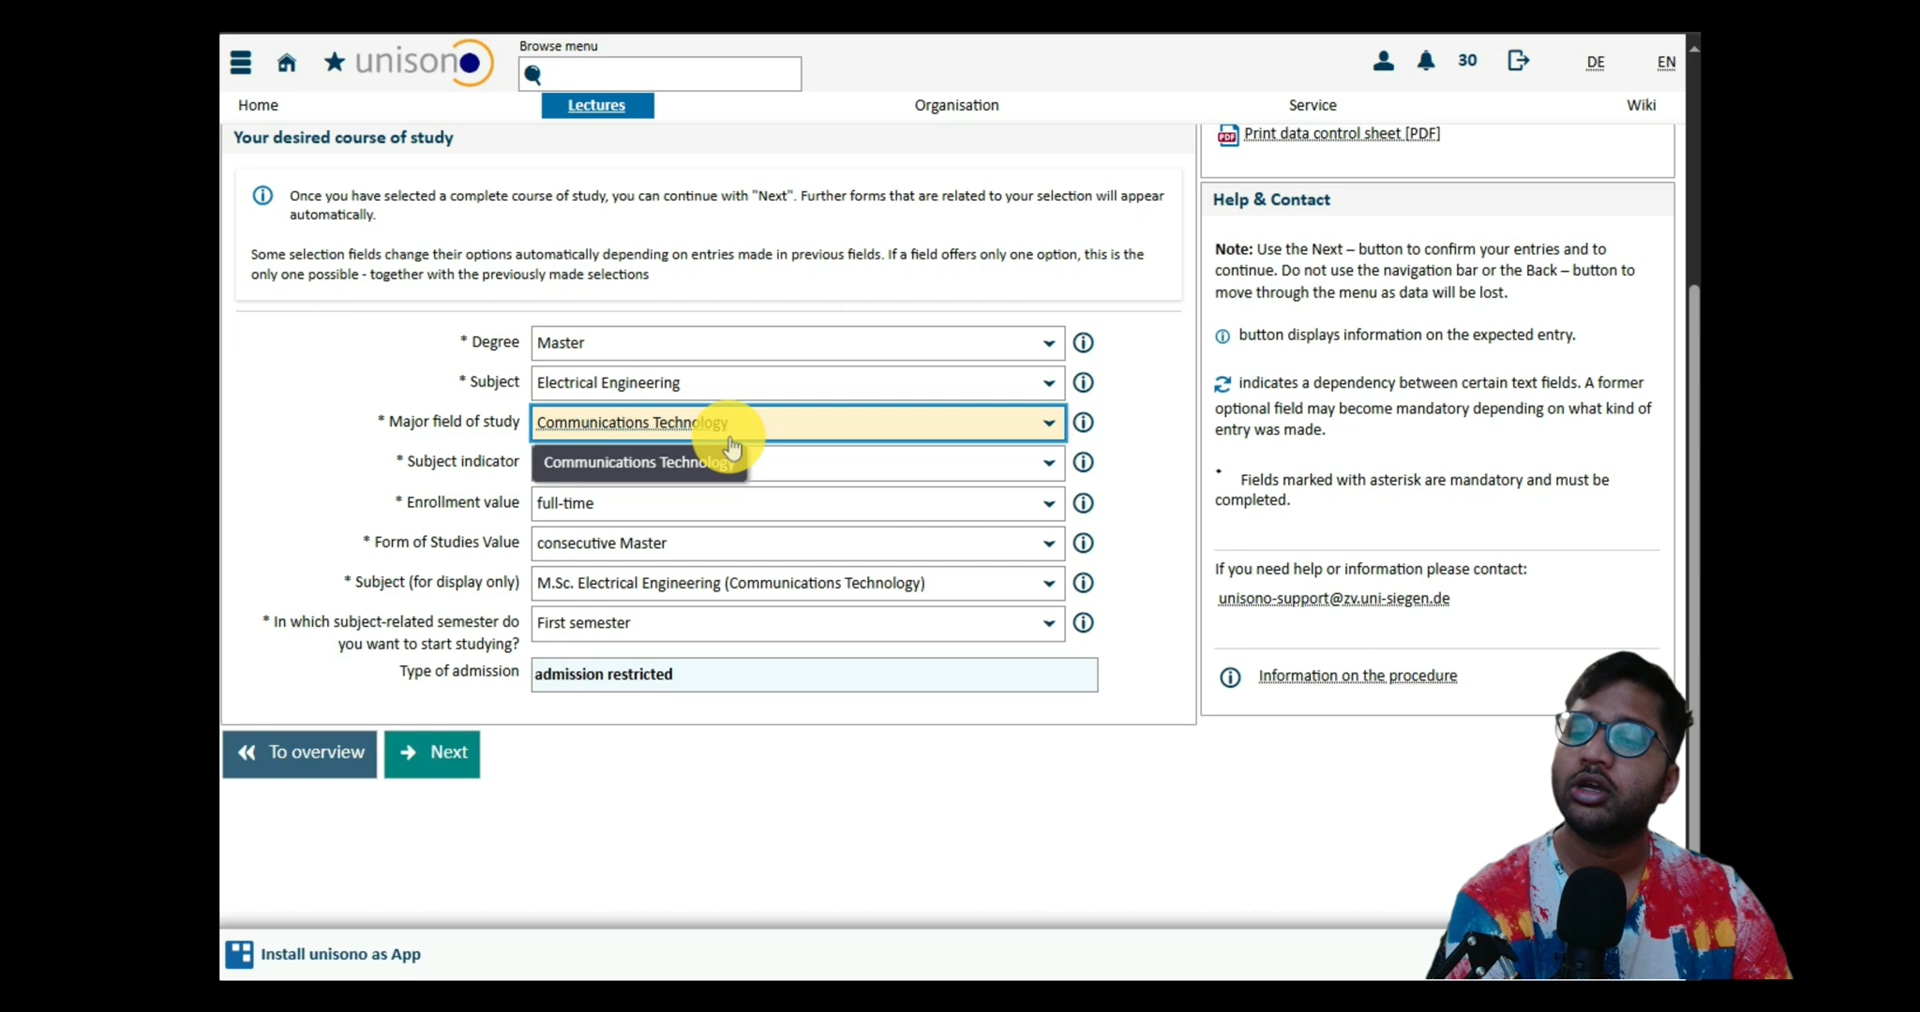 unisono
Browse menu
30
DE
EN
Home
Lectures
Organisation
Service
Wiki
Your desired course of study
Once you have selected a complete course of study, you can continue with "Next". Further forms that are related to your selection will appear
automatically.
Some selection fields change their options automatically depending on entries made in previous fields. If a field offers only one option, this is the
only one possible - together with the previously made selections
* Degree
Master
* Subject
Electrical Engineering
* Major field of study
Communications Technology
* Subject indicator
Communications Technology
* Enrollment value
full-time
* Form of Studies Value
consecutive Master
* Subject (for display only)
M.Sc. Electrical Engineering (Communications Technology)
* In which subject-related semester do
you want to start studying?
First semester
Type of admission
admission restricted
To overview
Next
PDF
Print data control sheet [PDF]
Help & Contact
Note: Use the Next – button to confirm your entries and to
continue. Do not use the navigation bar or the Back – button to
move through the menu as data will be lost.
button displays information on the expected entry.
indicates a dependency between certain text fields. A former
optional field may become mandatory depending on what kind of
entry was made.
* Fields marked with asterisk are mandatory and must be
completed.
If you need help or information please contact:
unisono-support@zv.uni-siegen.de
Information on the procedure
Install unisono as App